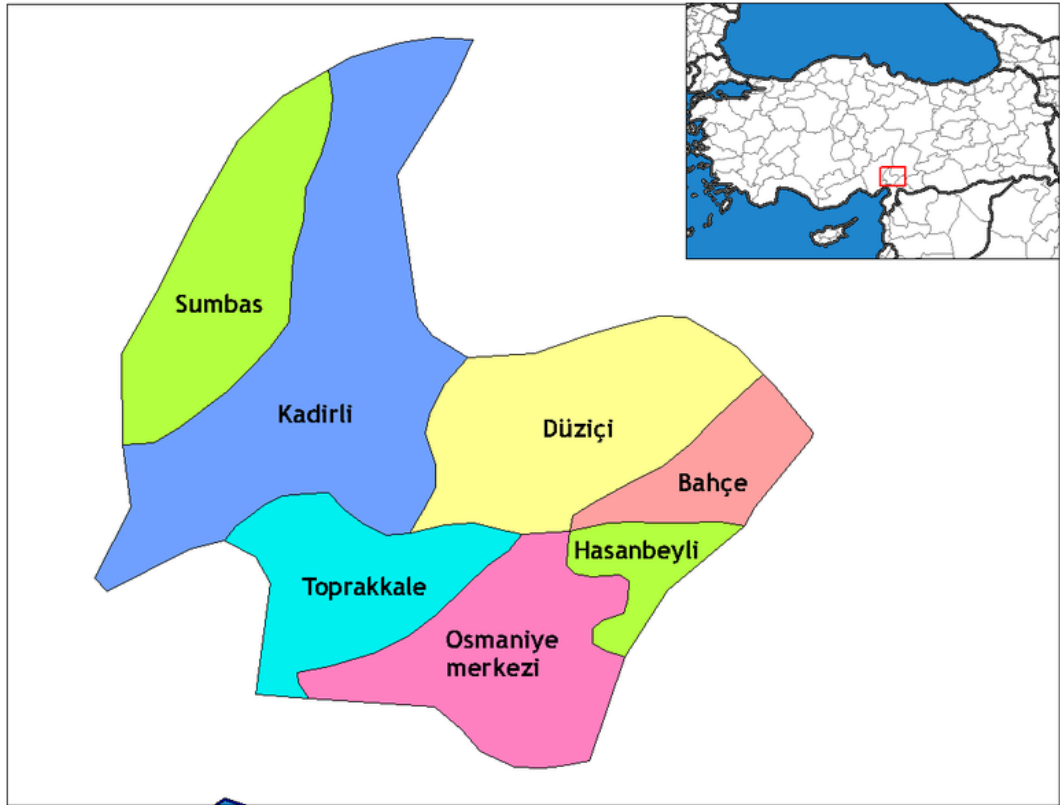 Sumbas
Kadirli
Düziçi
Bahçe
Hasanbeyli
Toprakkale
Osmaniye
merkezi